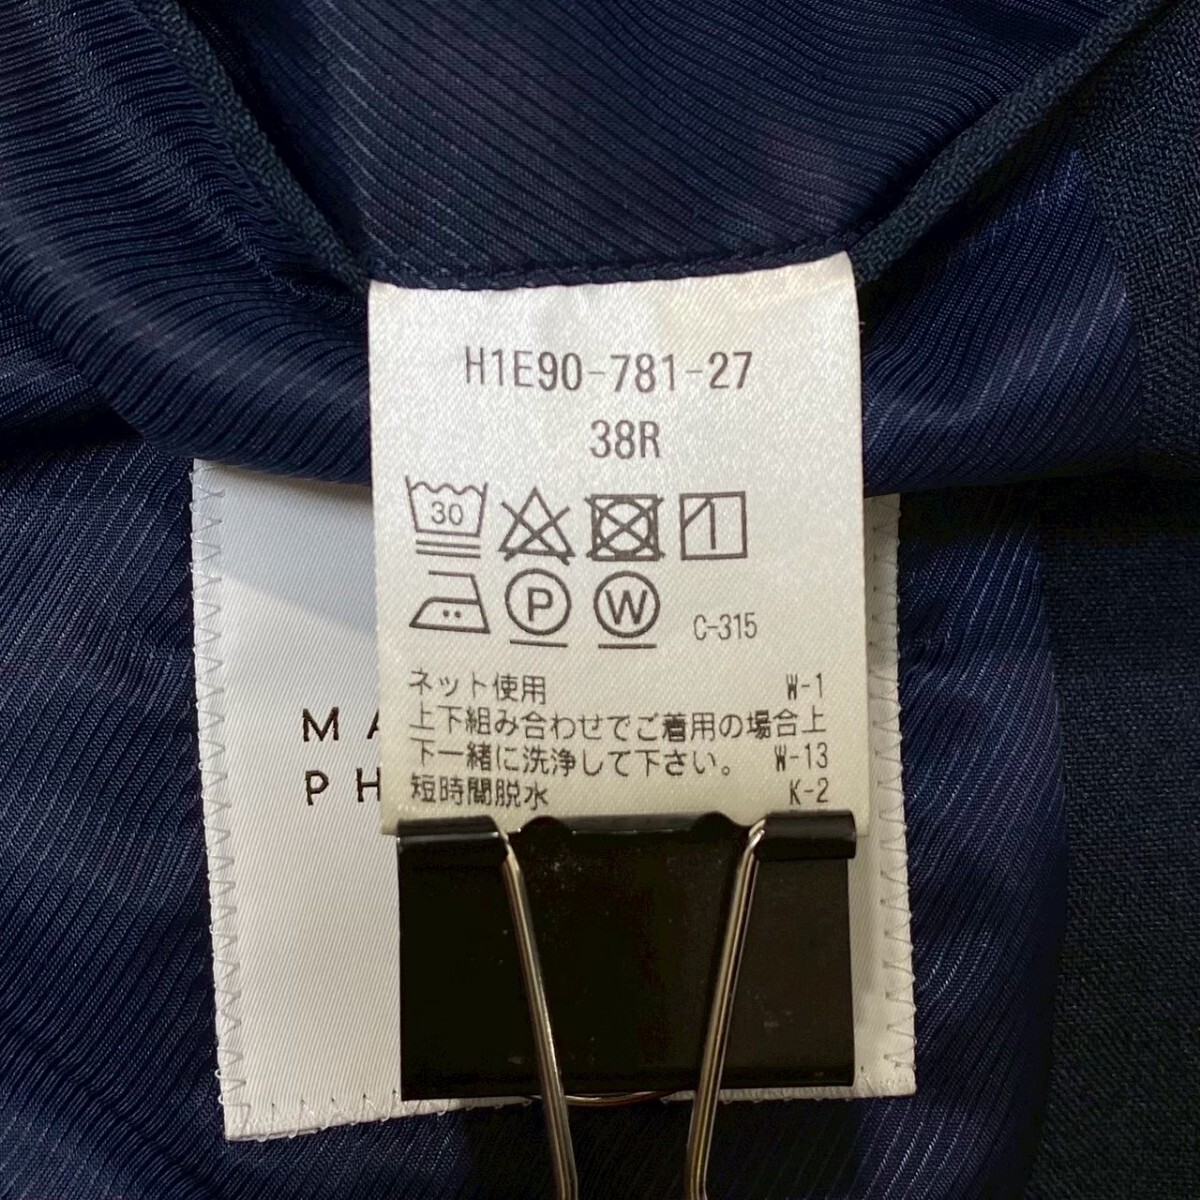 H1E90-781-27
38R
30
P W C-315
ネット使用 W-1
上下組み合わせでご着用の場合上
下一緒に洗浄して下さい。 W-13
短時間脱水 K-2